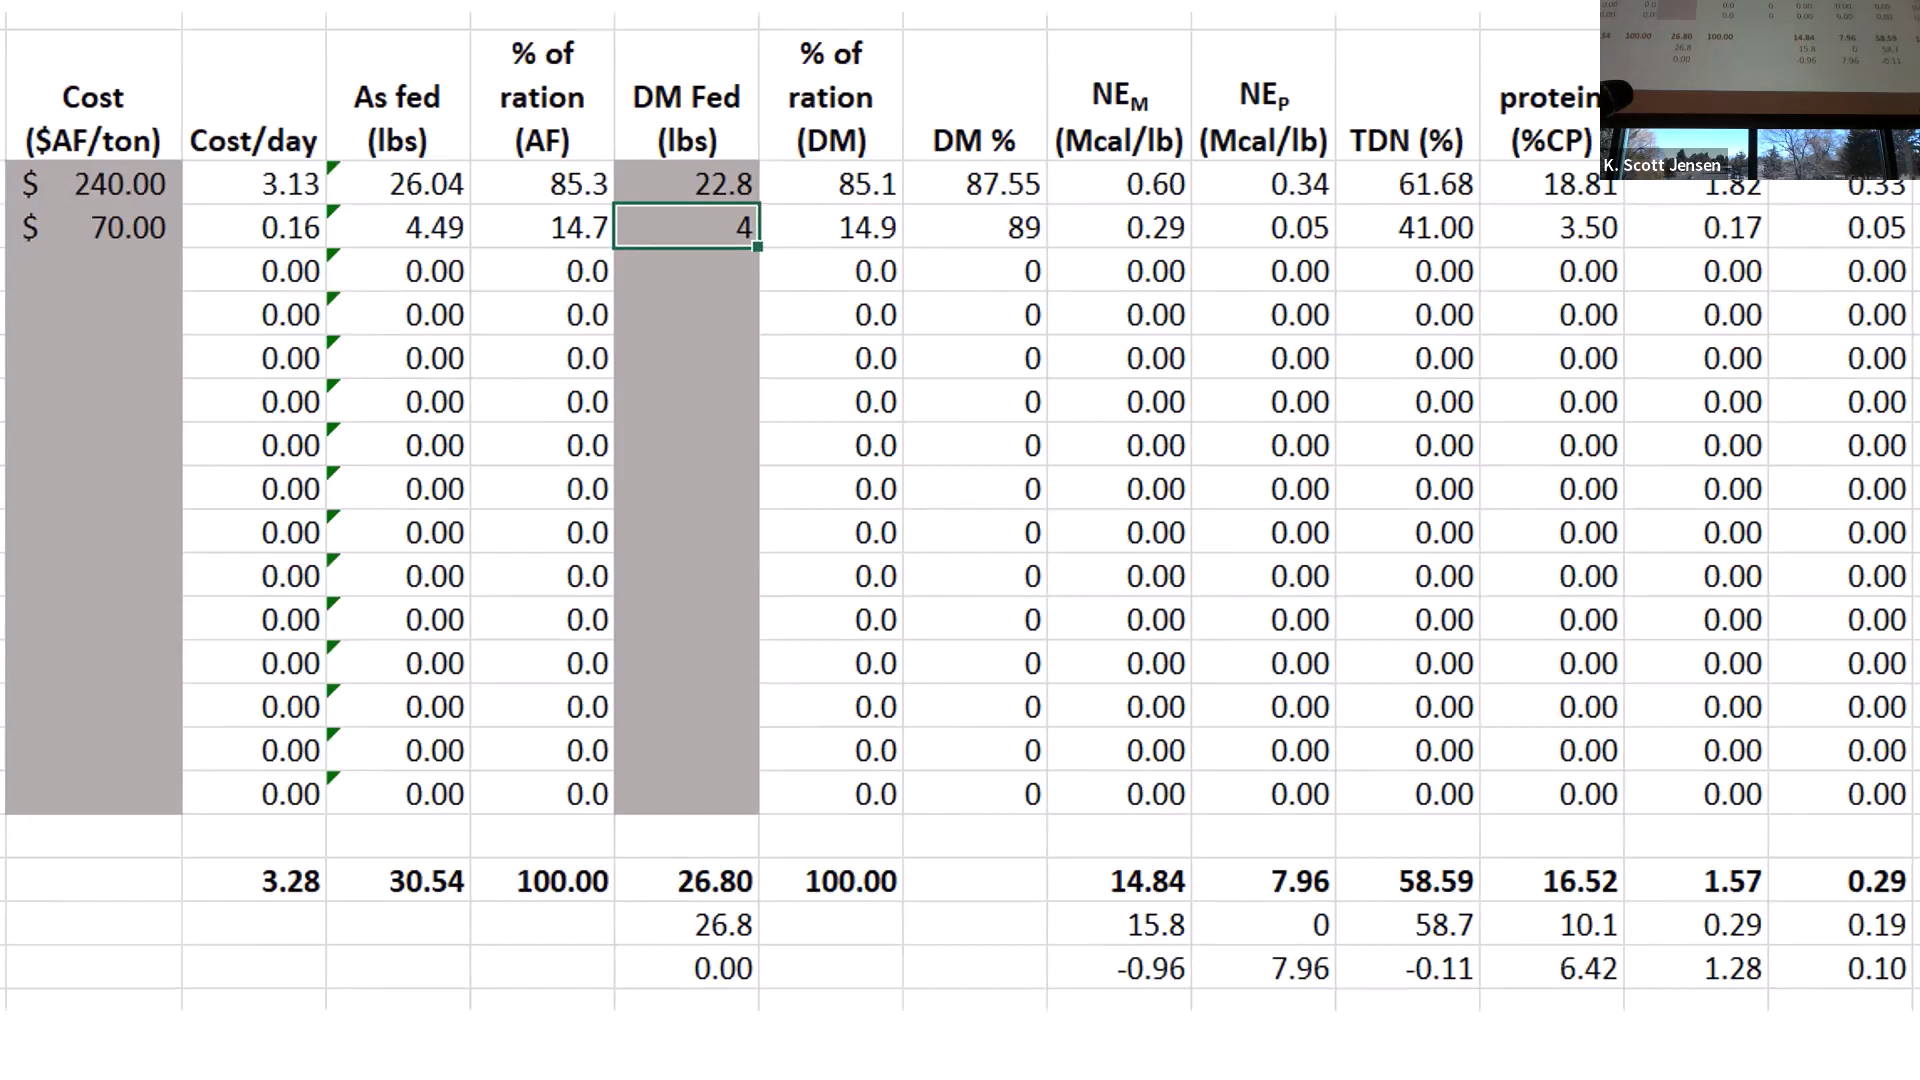 % of % of
Cost As fed ration DM Fed ration NEM NEP protein
($AF/ton) Cost/day (lbs) (AF) (lbs) (DM) DM % (Mcal/lb) (Mcal/lb) TDN (%) (%CP)
K. Scott Jensen
$ 240.00 3.13 26.04 85.3 22.8 85.1 87.55 0.60 0.34 61.68 18.81 1.82 0.33
$ 70.00 0.16 4.49 14.7 4 14.9 89 0.29 0.05 41.00 3.50 0.17 0.05
0.00 0.00 0.0 0.0 0 0.00 0.00 0.00 0.00 0.00 0.00
0.00 0.00 0.0 0.0 0 0.00 0.00 0.00 0.00 0.00 0.00
0.00 0.00 0.0 0.0 0 0.00 0.00 0.00 0.00 0.00 0.00
0.00 0.00 0.0 0.0 0 0.00 0.00 0.00 0.00 0.00 0.00
0.00 0.00 0.0 0.0 0 0.00 0.00 0.00 0.00 0.00 0.00
0.00 0.00 0.0 0.0 0 0.00 0.00 0.00 0.00 0.00 0.00
0.00 0.00 0.0 0.0 0 0.00 0.00 0.00 0.00 0.00 0.00
0.00 0.00 0.0 0.0 0 0.00 0.00 0.00 0.00 0.00 0.00
0.00 0.00 0.0 0.0 0 0.00 0.00 0.00 0.00 0.00 0.00
0.00 0.00 0.0 0.0 0 0.00 0.00 0.00 0.00 0.00 0.00
0.00 0.00 0.0 0.0 0 0.00 0.00 0.00 0.00 0.00 0.00
0.00 0.00 0.0 0.0 0 0.00 0.00 0.00 0.00 0.00 0.00
0.00 0.00 0.0 0.0 0 0.00 0.00 0.00 0.00 0.00 0.00
3.28 30.54 100.00 26.80 100.00 14.84 7.96 58.59 16.52 1.57 0.29
26.8 15.8 0 58.7 10.1 0.29 0.19
0.00 -0.96 7.96 -0.11 6.42 1.28 0.10